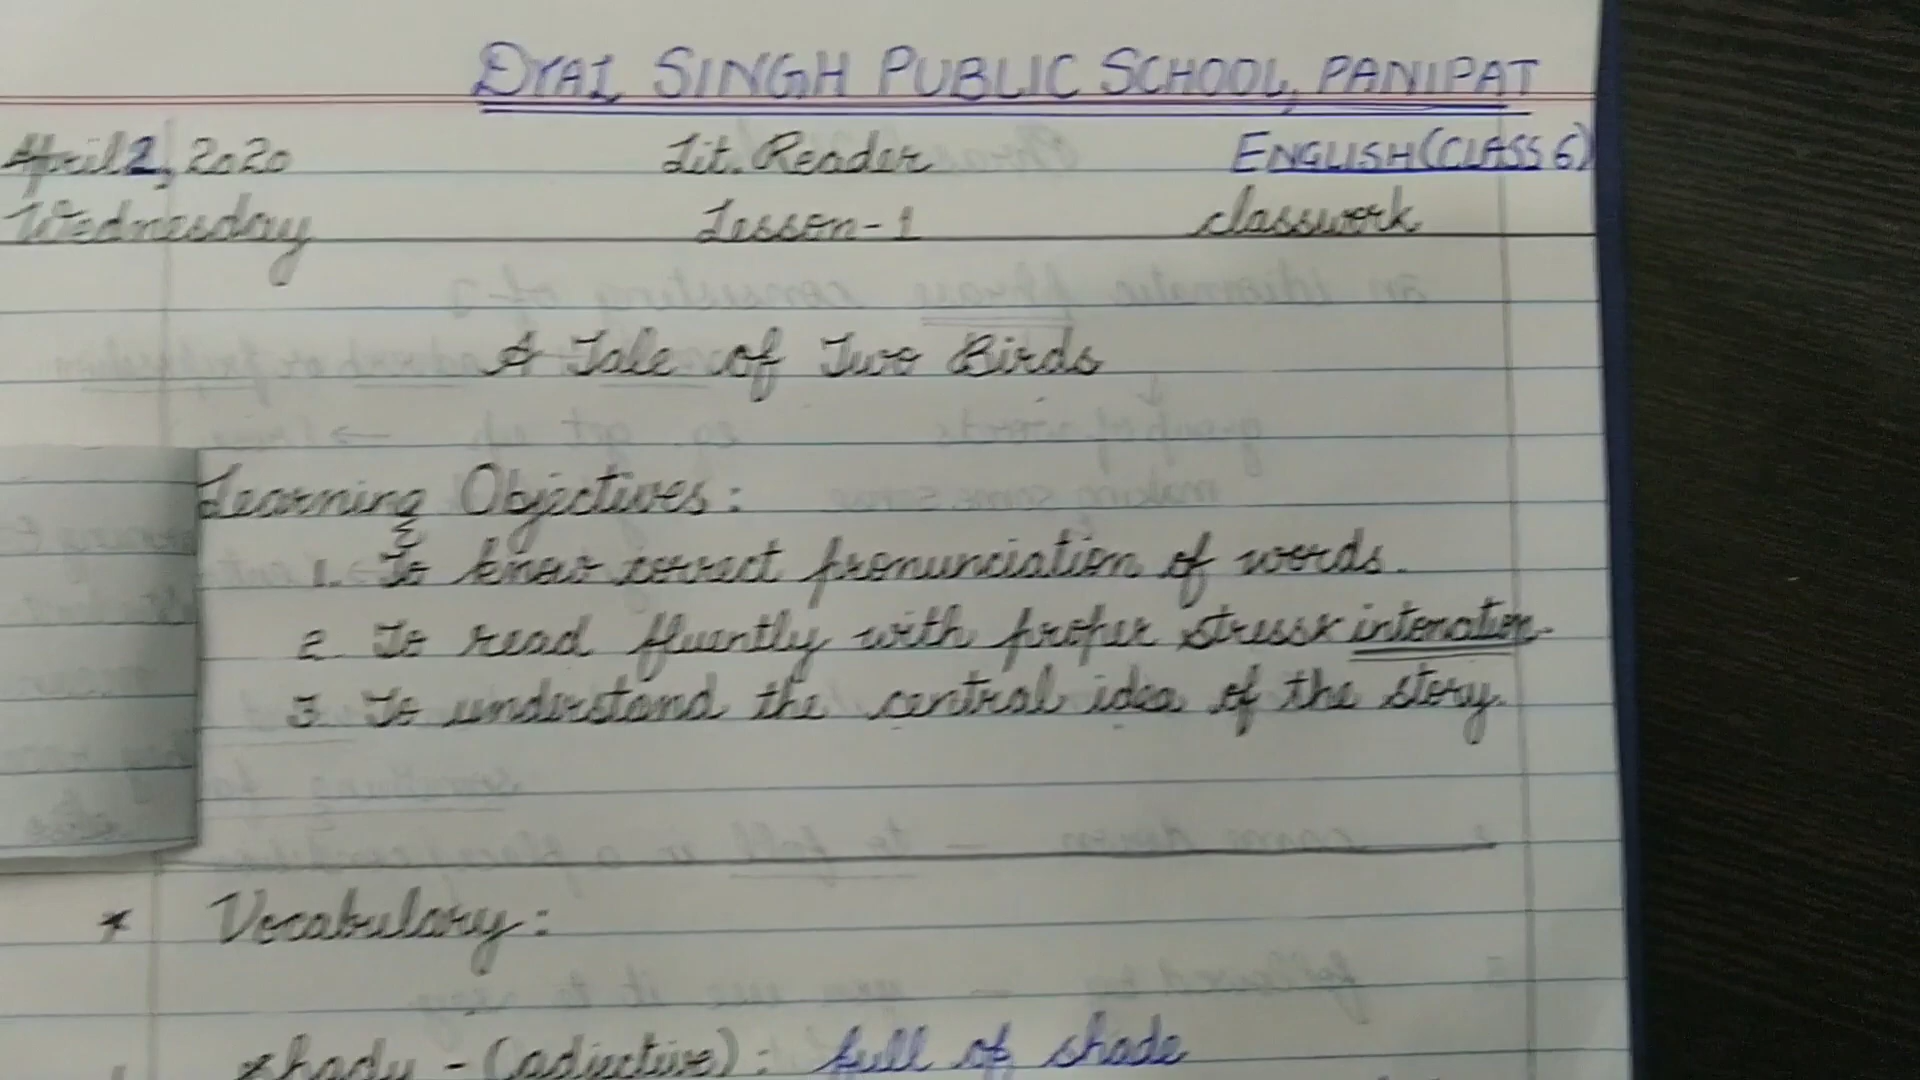 DYAL SINGH PUBLIC SCHOOL, PANIPAT
April 2, 2020 Lit. Reader ENGLISH (CLASS 6)
Wednesday Lesson-1 classwork
A Tale of Two Birds
Learning Objectives:
1. To know correct pronunciation of words.
2. To read fluently with proper stress & intonation.
3. To understand the central idea of the story.
* Vocabulary:
shady - (adjective): full of shade